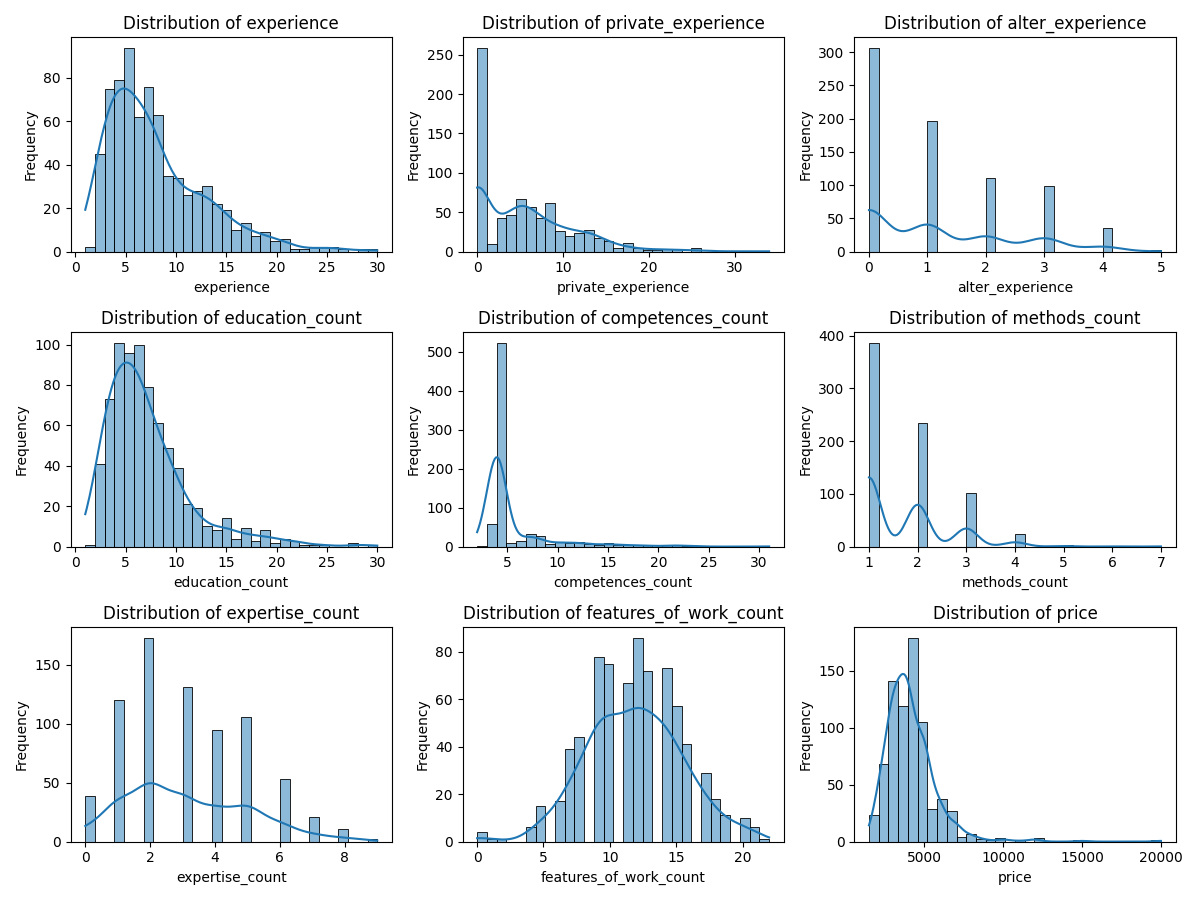 Distribution of experience
Frequency
80
60
40
20
0
0 5 10 15 20 25 30
experience
Distribution of private_experience
Frequency
250
200
150
100
50
0
0 10 20 30
private_experience
Distribution of alter_experience
Frequency
300
250
200
150
100
50
0
0 1 2 3 4 5
alter_experience
Distribution of education_count
Frequency
100
80
60
40
20
0
0 5 10 15 20 25 30
education_count
Distribution of competences_count
Frequency
500
400
300
200
100
0
5 10 15 20 25 30
competences_count
Distribution of methods_count
Frequency
400
300
200
100
0
1 2 3 4 5 6 7
methods_count
Distribution of expertise_count
Frequency
150
100
50
0
0 2 4 6 8
expertise_count
Distribution of features_of_work_count
Frequency
80
60
40
20
0
0 5 10 15 20
features_of_work_count
Distribution of price
Frequency
150
100
50
0
5000 10000 15000 20000
price